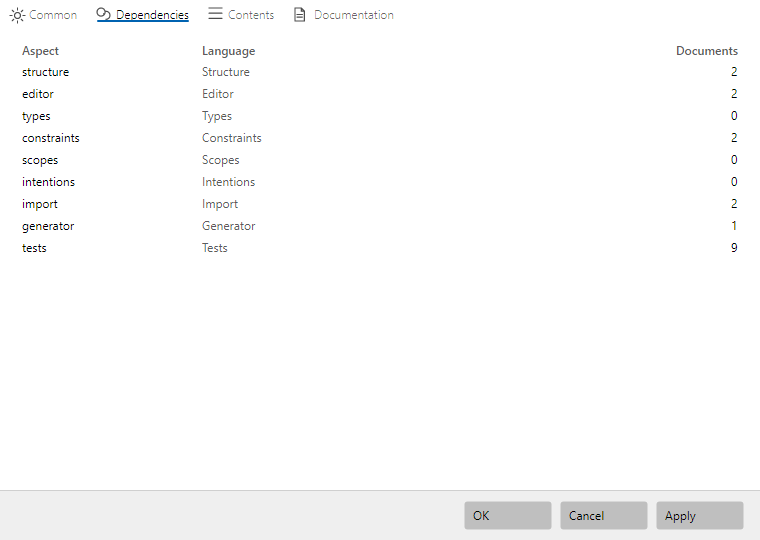 Common Dependencies Contents Documentation
Aspect Language Documents
structure Structure 2
editor Editor 2
types Types 0
constraints Constraints 2
scopes Scopes 0
intentions Intentions 0
import Import 2
generator Generator 1
tests Tests 9
OK Cancel Apply